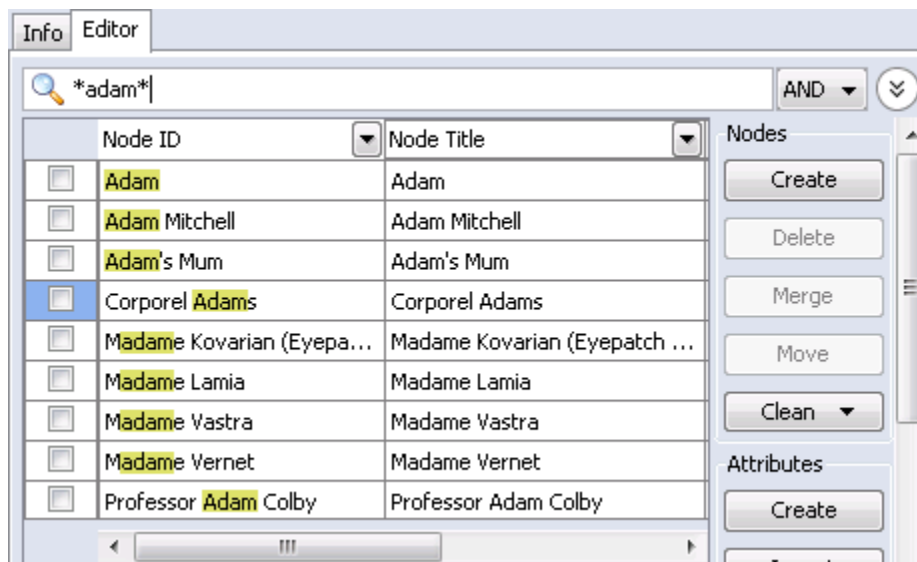 Info Editor
*adam* AND
Node ID Node Title Nodes
Adam Adam Create
Adam Mitchell Adam Mitchell Delete
Adam's Mum Adam's Mum
Corporel Adams Corporel Adams Merge
Madame Kovarian (Eyepa... Madame Kovarian (Eyepatch ... Move
Madame Lamia Madame Lamia
Madame Vastra Madame Vastra Clean
Madame Vernet Madame Vernet Attributes
Professor Adam Colby Professor Adam Colby Create